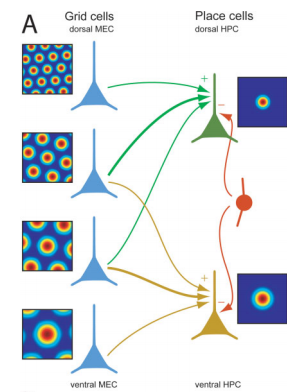 A
Grid cells
dorsal MEC
Place cells
dorsal HPC
+
−
+
−
ventral MEC
ventral HPC